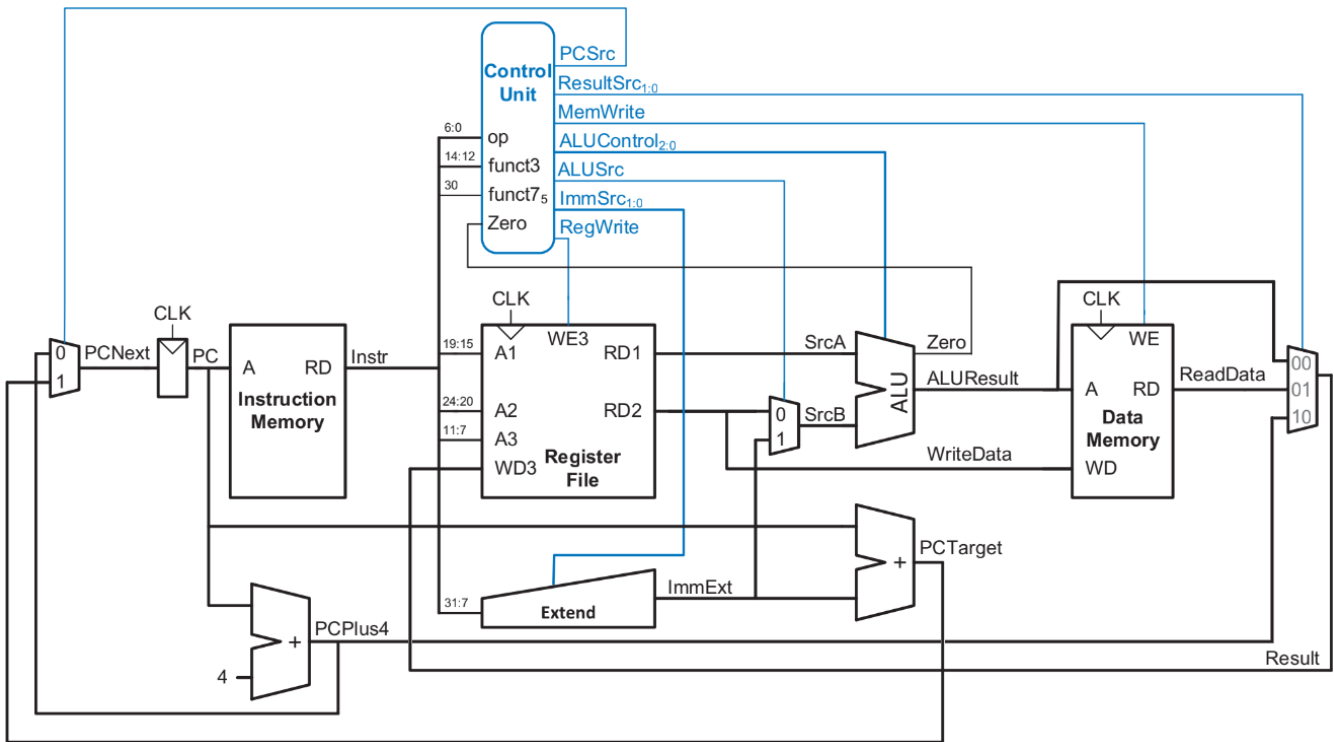 PCSrc
Control
Unit
ResultSrc1:0
MemWrite
6:0
op
ALUControl2:0
14:12
funct3
ALUSrc
30
funct75
ImmSrc1:0
Zero
RegWrite
CLK
CLK
CLK
0
1
PCNext
PC
A
RD
Instruction
Memory
Instr
19:15
A1
WE3
RD1
24:20
A2
RD2
11:7
A3
WD3
Register
File
SrcA
0
1
SrcB
ALU
Zero
ALUResult
WriteData
WE
A
RD
Data
Memory
WD
ReadData
00
01
10
+
PCTarget
31:7
Extend
ImmExt
+
PCPlus4
4
Result